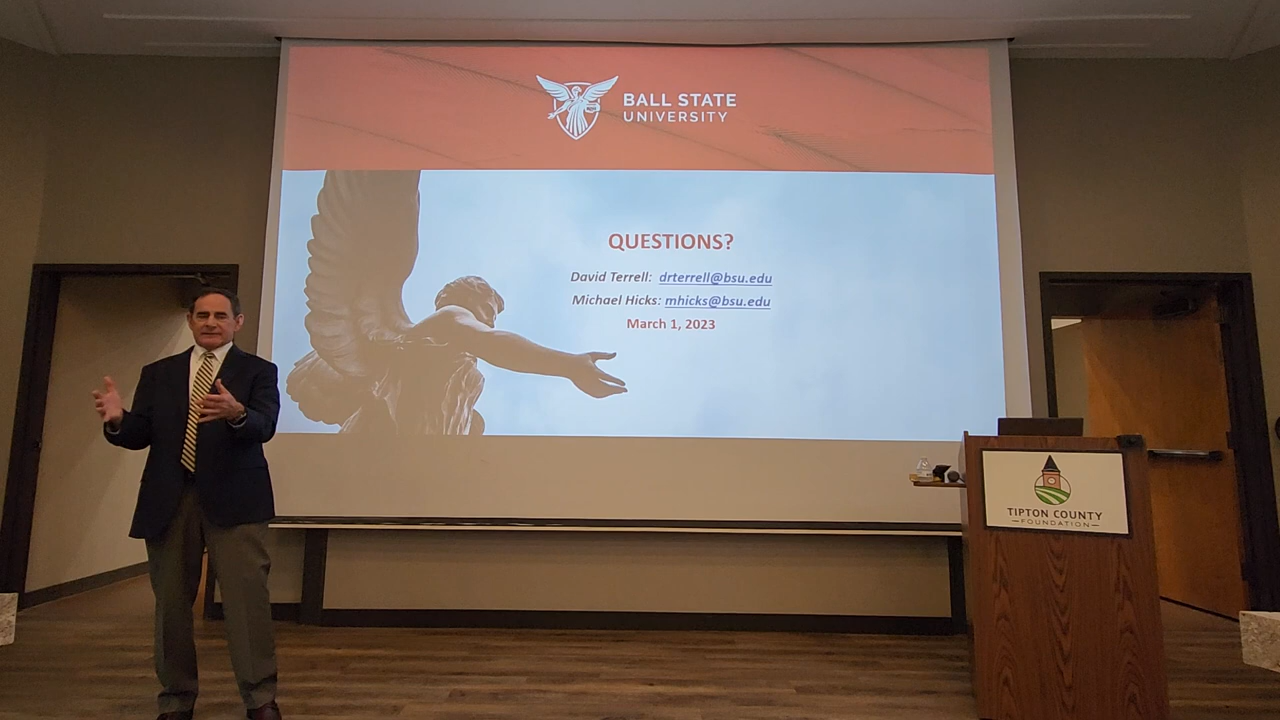 BALL STATE
UNIVERSITY
QUESTIONS?
David Terrell: drterrell@bsu.edu
Michael Hicks: mhicks@bsu.edu
March 1, 2023
TIPTON COUNTY
FOUNDATION